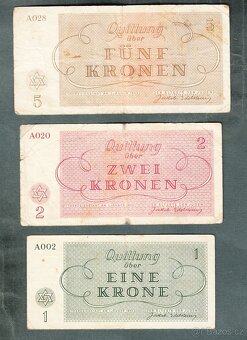 A028
Quittung
über
5
FÜNF
KRONEN
5
A020
Quittung
über
2
ZWEI
KRONEN
2
A002
Quittung
über
1
EINE
KRONE
1